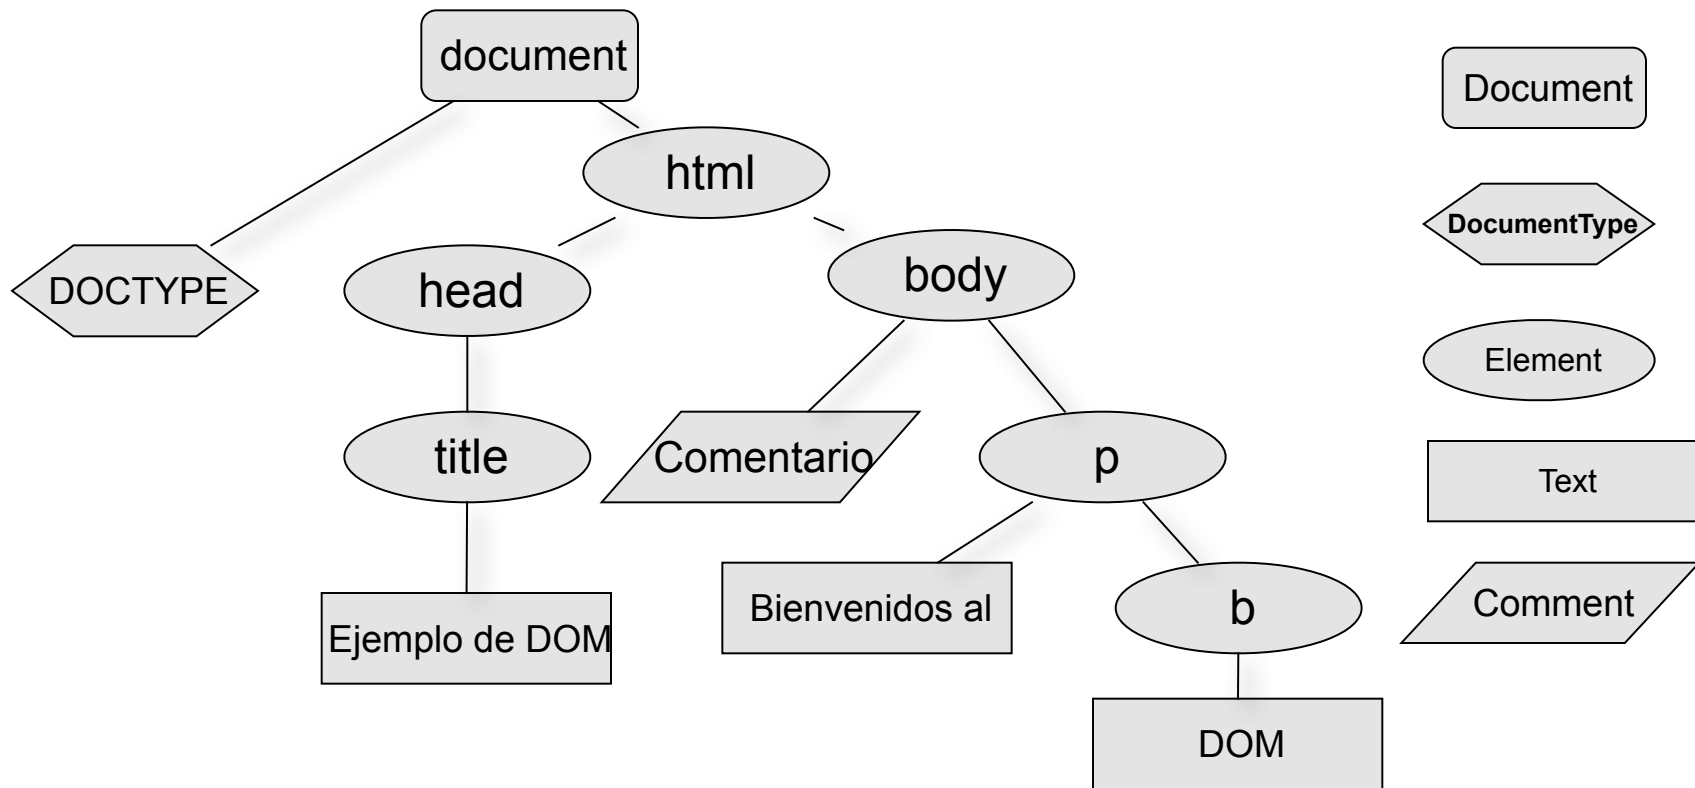 document
html
DOCTYPE
head
body
title
Comentario
p
Bienvenidos al
b
Ejemplo de DOM
DOM
Document
DocumentType
Element
Text
Comment